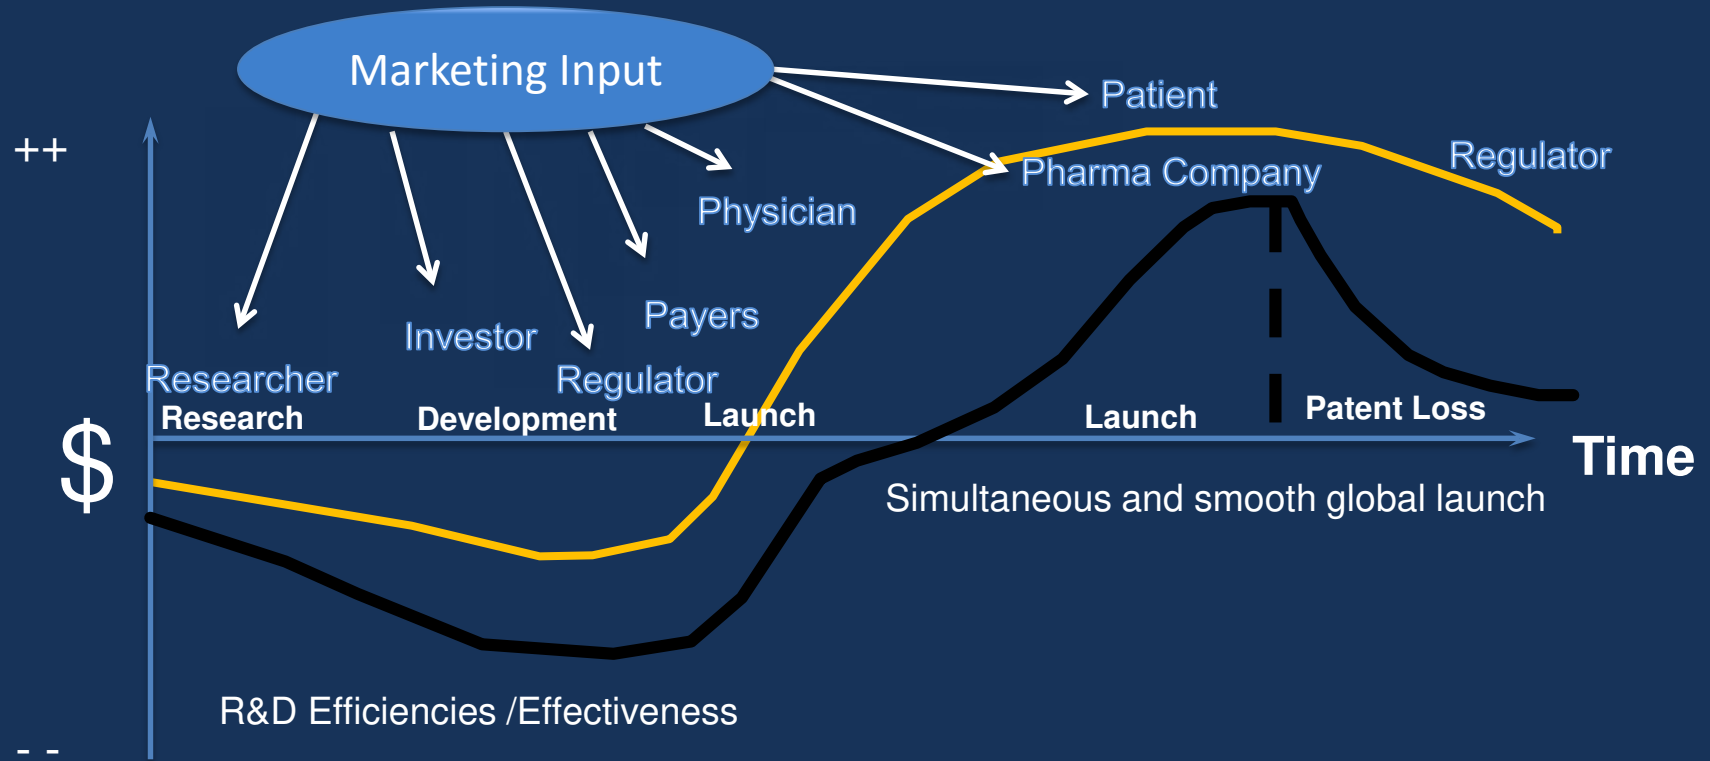 Marketing Input
Patient
++
Regulator
Pharma Company
Physician
Payers
Investor
Researcher
Regulator
Research
Development
Launch
Launch
Patent Loss
$
Time
Simultaneous and smooth global launch
R&D Efficiencies /Effectiveness
- -